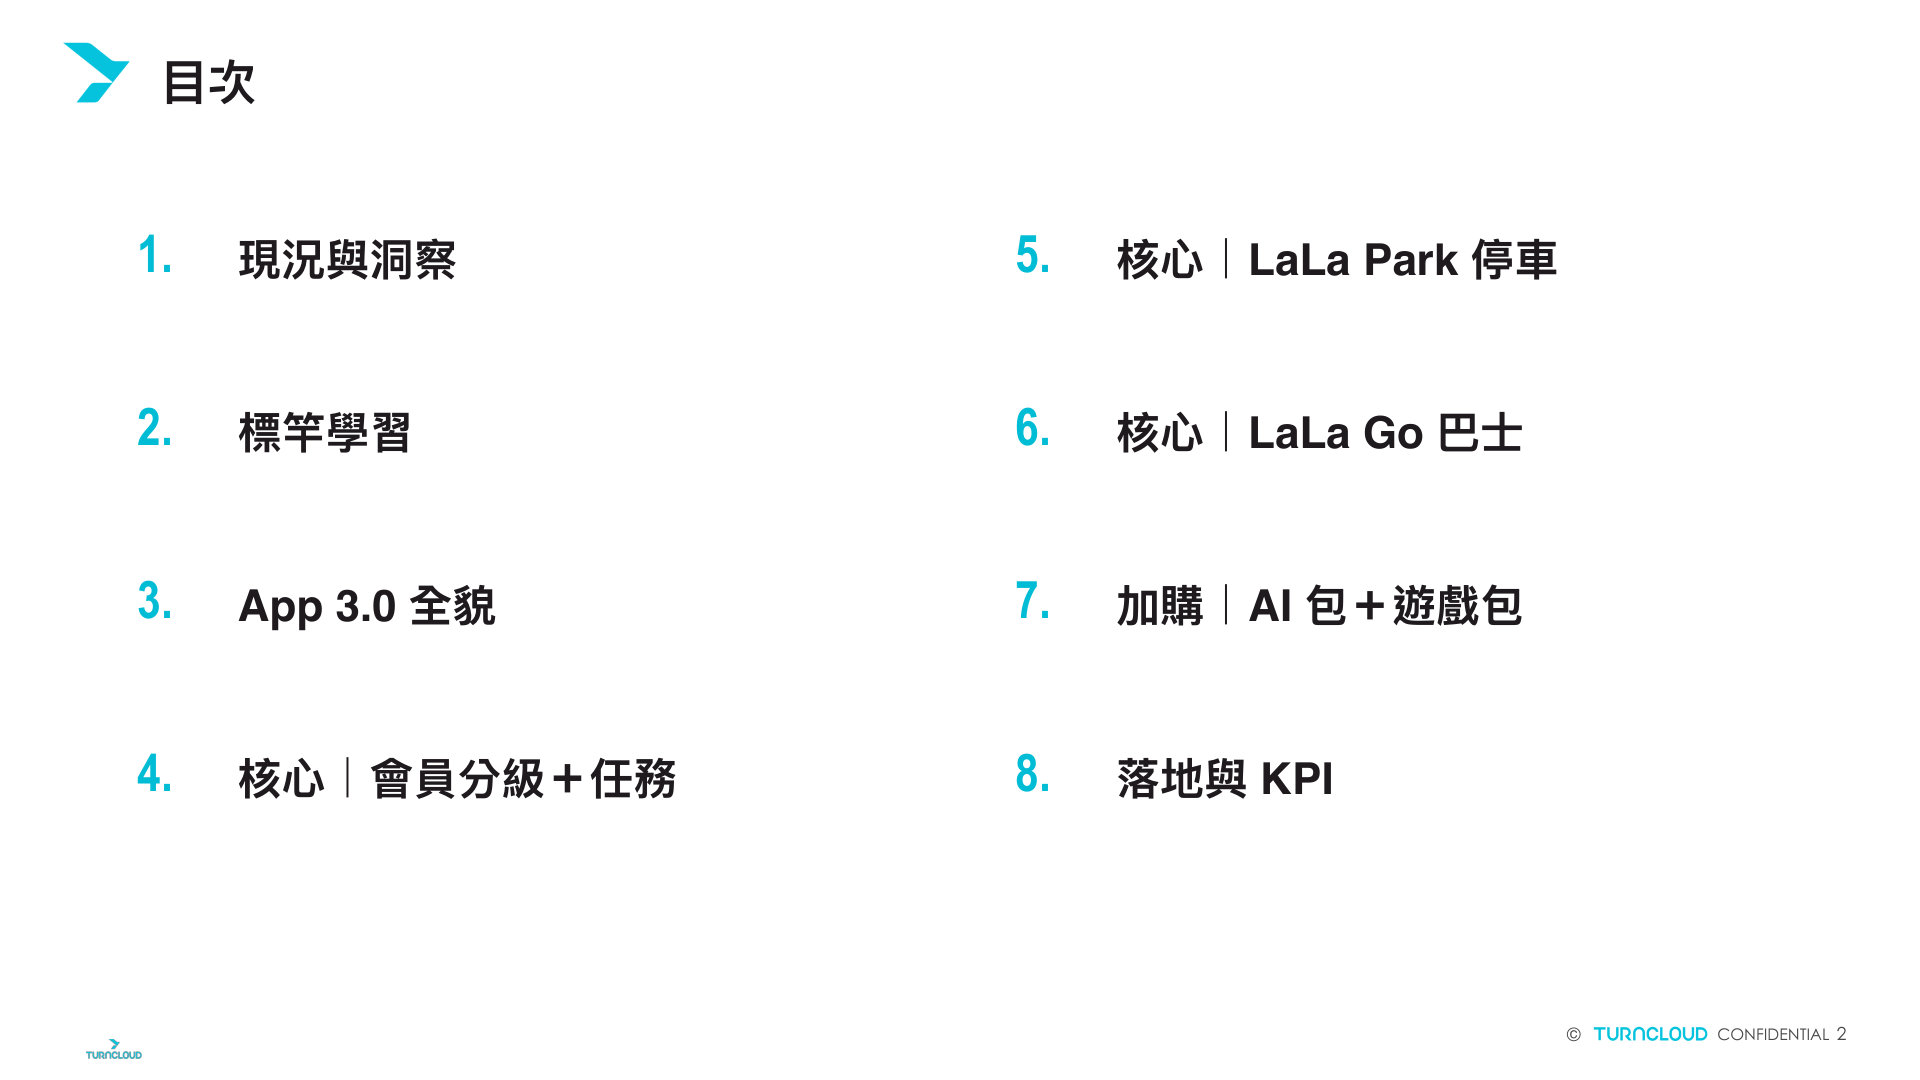 目次
1. 現況與洞察
2. 標竿學習
3. App 3.0 全貌
4. 核心｜會員分級＋任務
5. 核心｜LaLa Park 停車
6. 核心｜LaLa Go 巴士
7. 加購｜AI 包＋遊戲包
8. 落地與 KPI
TURNCLOUD
© TURNCLOUD CONFIDENTIAL 2